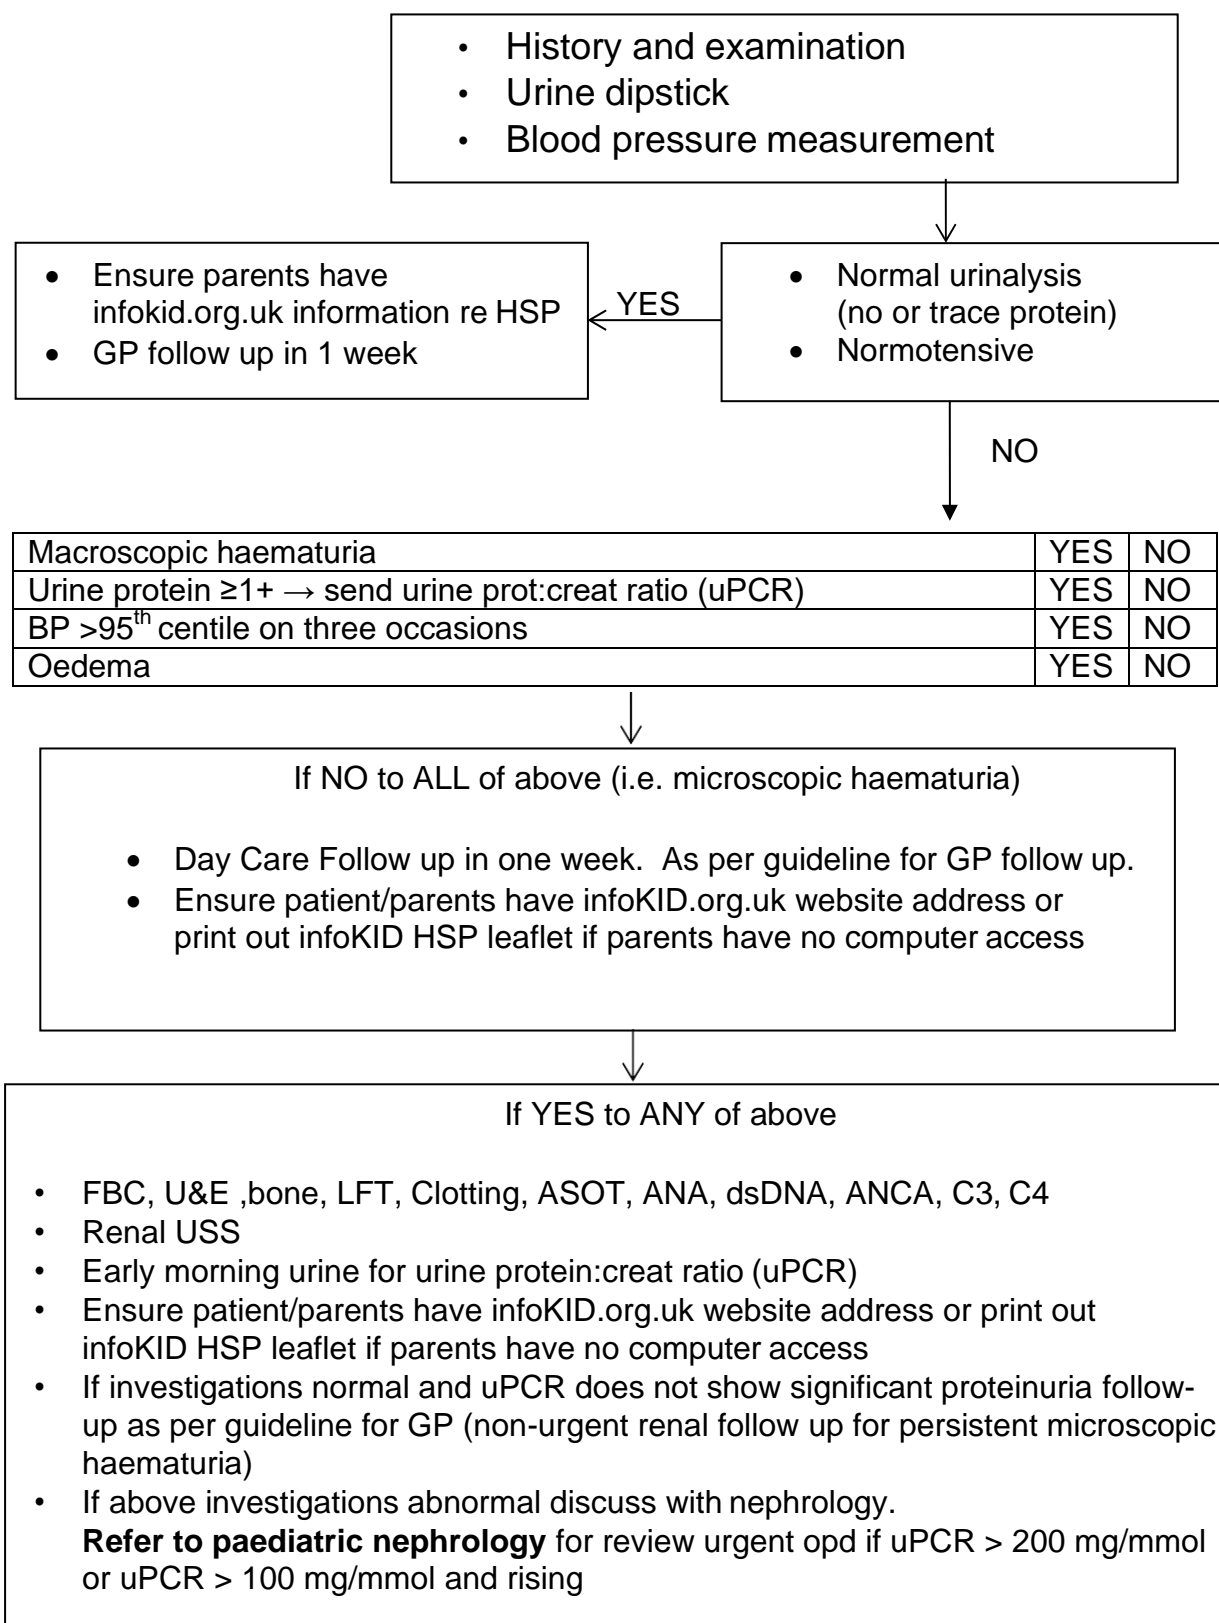 • History and examination
• Urine dipstick
• Blood pressure measurement
• Ensure parents have
infokid.org.uk information re HSP
• GP follow up in 1 week
YES
• Normal urinalysis
(no or trace protein)
• Normotensive
NO
Macroscopic haematuria YES NO
Urine protein ≥1+ → send urine prot:creat ratio (uPCR) YES NO
BP >95th centile on three occasions YES NO
Oedema YES NO
If NO to ALL of above (i.e. microscopic haematuria)
• Day Care Follow up in one week. As per guideline for GP follow up.
• Ensure patient/parents have infoKID.org.uk website address or
print out infoKID HSP leaflet if parents have no computer access
If YES to ANY of above
• FBC, U&E ,bone, LFT, Clotting, ASOT, ANA, dsDNA, ANCA, C3, C4
• Renal USS
• Early morning urine for urine protein:creat ratio (uPCR)
• Ensure patient/parents have infoKID.org.uk website address or print out
infoKID HSP leaflet if parents have no computer access
• If investigations normal and uPCR does not show significant proteinuria follow-
up as per guideline for GP (non-urgent renal follow up for persistent microscopic
haematuria)
• If above investigations abnormal discuss with nephrology.
Refer to paediatric nephrology for review urgent opd if uPCR > 200 mg/mmol
or uPCR > 100 mg/mmol and rising